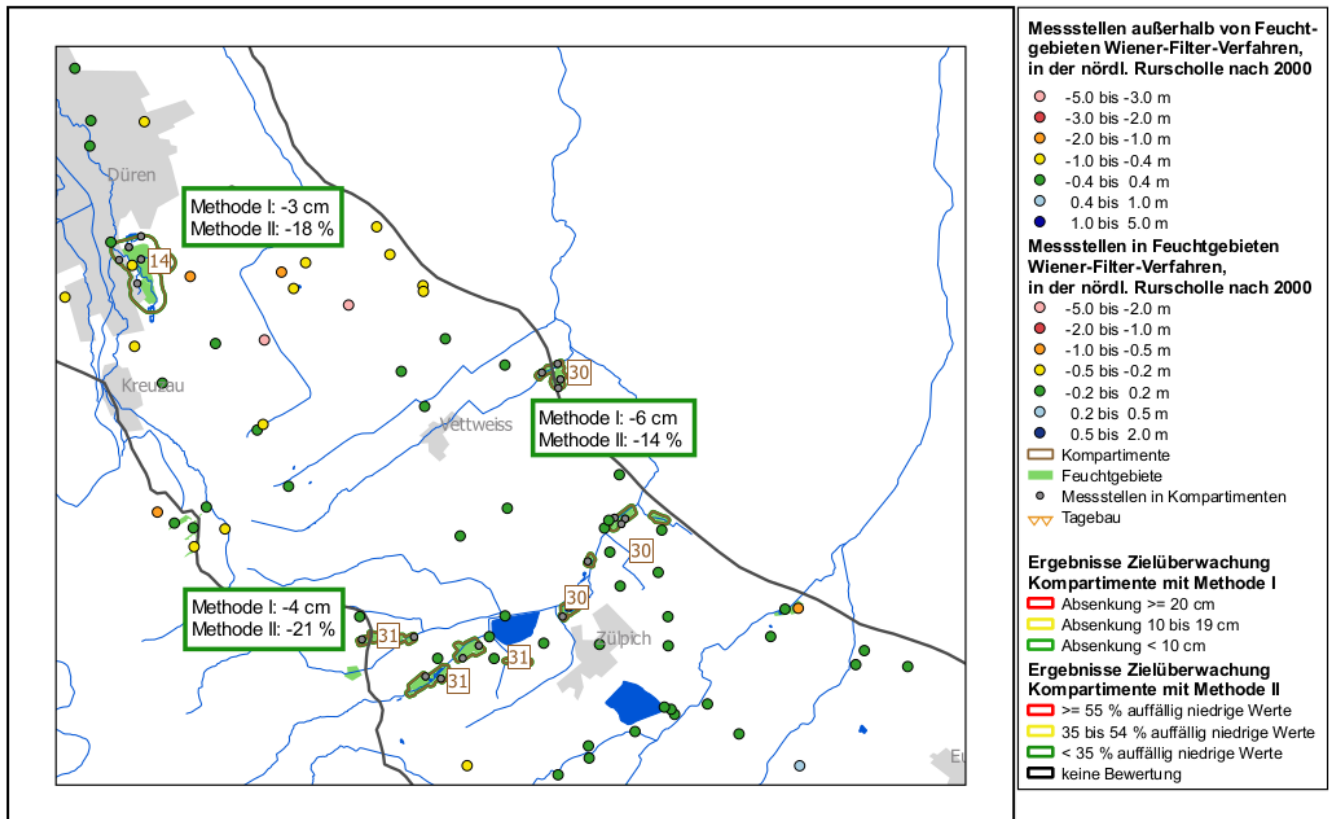 Düren
Methode I: -3 cm
Methode II: -18 %
14
Kreuzau
30
Vettweiss
Methode I: -6 cm
Methode II: -14 %
30
30
Methode I: -4 cm
Methode II: -21 %
31
Zülpich
31
31
Eu
Messstellen außerhalb von Feucht-
gebieten Wiener-Filter-Verfahren,
in der nördl. Rurscholle nach 2000
-5.0 bis -3.0 m
-3.0 bis -2.0 m
-2.0 bis -1.0 m
-1.0 bis -0.4 m
-0.4 bis 0.4 m
0.4 bis 1.0 m
1.0 bis 5.0 m
Messstellen in Feuchtgebieten
Wiener-Filter-Verfahren,
in der nördl. Rurscholle nach 2000
-5.0 bis -2.0 m
-2.0 bis -1.0 m
-1.0 bis -0.5 m
-0.5 bis -0.2 m
-0.2 bis 0.2 m
0.2 bis 0.5 m
0.5 bis 2.0 m
Kompartimente
Feuchtgebiete
Messstellen in Kompartimenten
Tagebau
Ergebnisse Zielüberwachung
Kompartimente mit Methode I
Absenkung >= 20 cm
Absenkung 10 bis 19 cm
Absenkung < 10 cm
Ergebnisse Zielüberwachung
Kompartimente mit Methode II
>= 55 % auffällig niedrige Werte
35 bis 54 % auffällig niedrige Werte
< 35 % auffällig niedrige Werte
keine Bewertung